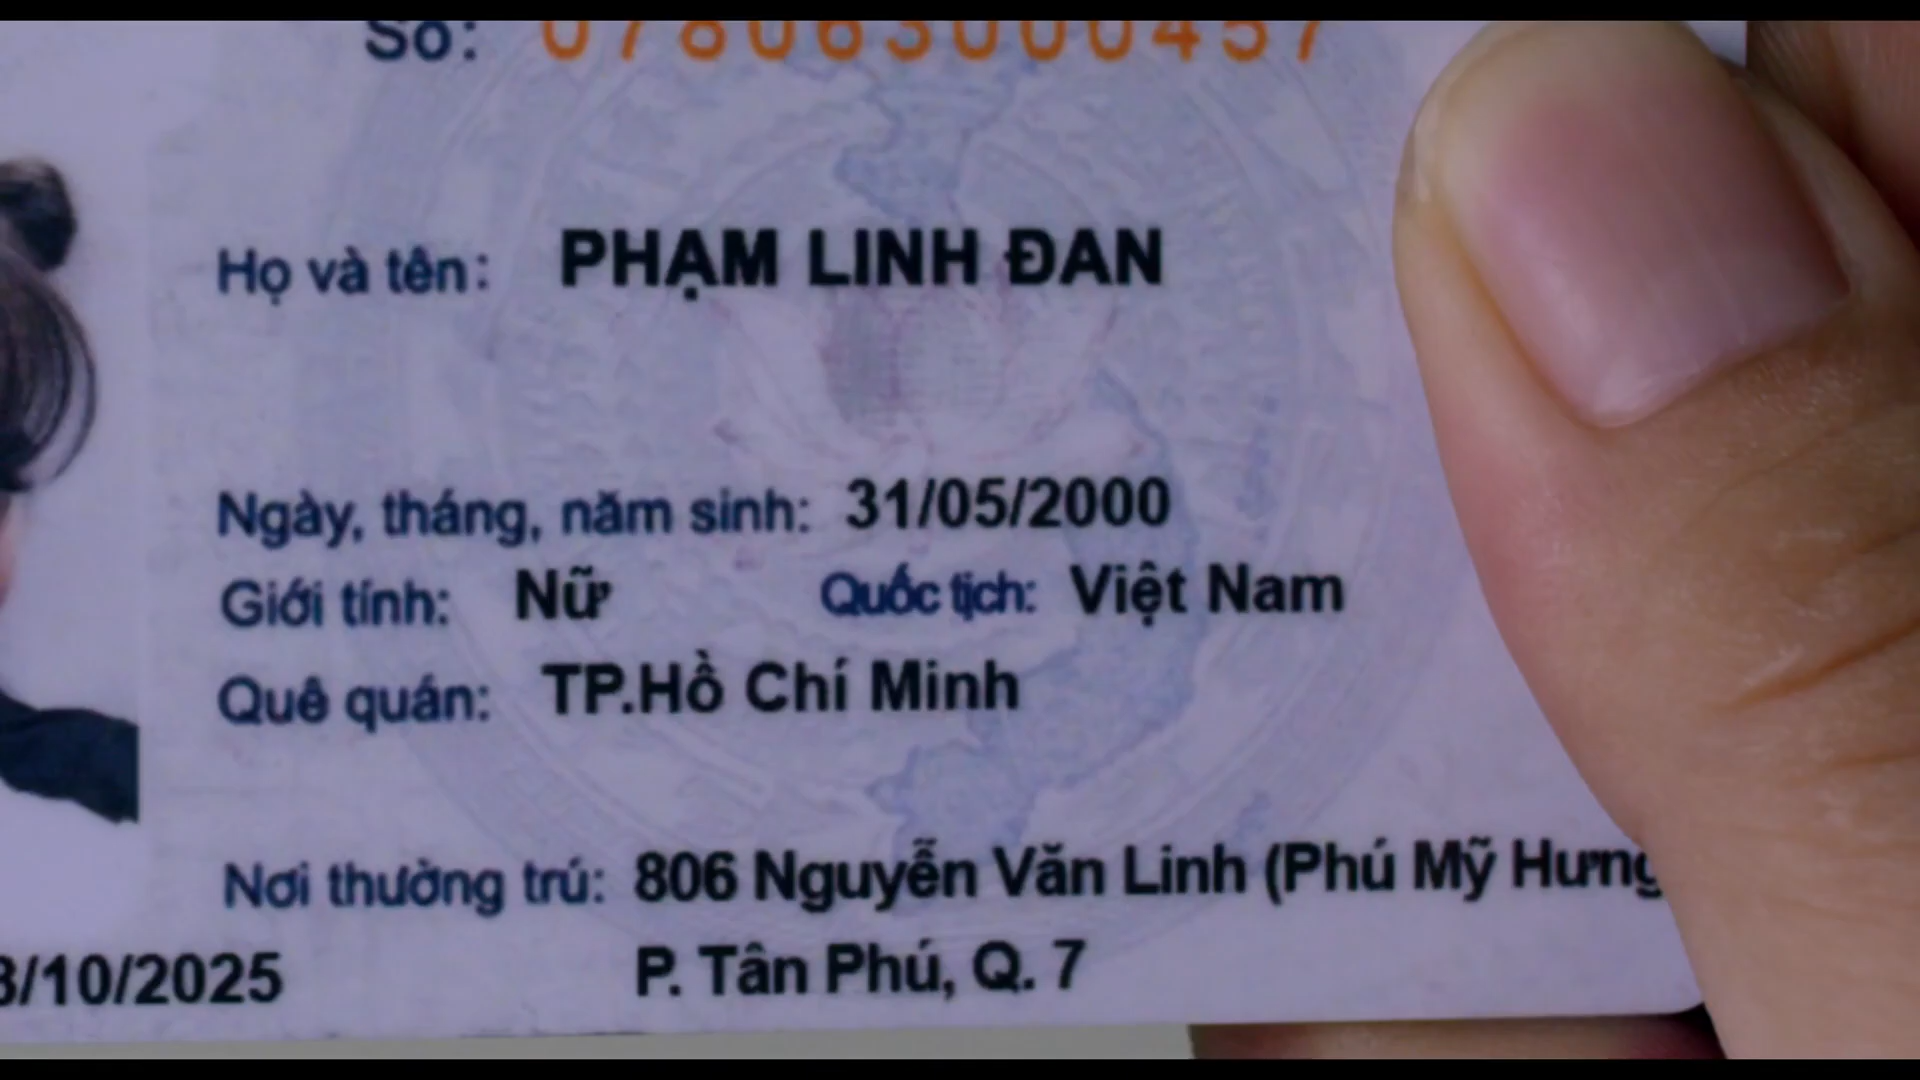 Số: 078063000457
Họ và tên: PHẠM LINH ĐAN
Ngày, tháng, năm sinh: 31/05/2000
Giới tính: Nữ Quốc tịch: Việt Nam
Quê quán: TP.Hồ Chí Minh
Nơi thường trú: 806 Nguyễn Văn Linh (Phú Mỹ Hưng
P. Tân Phú, Q. 7
/10/2025